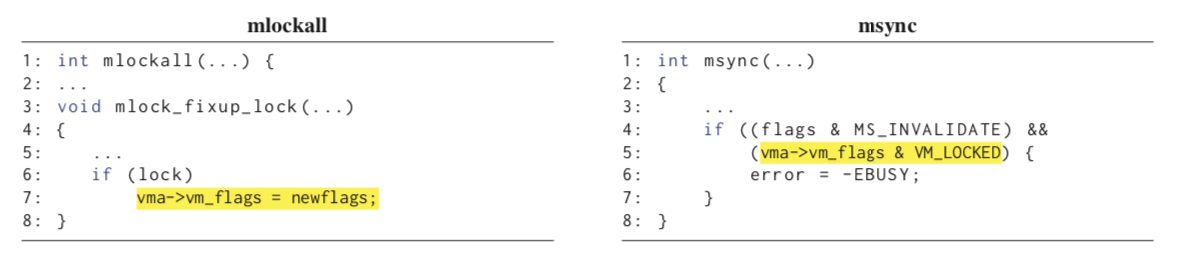 mlockall
1: int mlockall(...) {
2: ...
3: void mlock_fixup_lock(...)
4: {
5:     ...
6:    if (lock)
7:         vma->vm_flags = newflags;
8: }
msync
1: int msync(...)
2: {
3:     ...
4:     if ((flags & MS_INVALIDATE) &&
5:         (vma->vm_flags & VM_LOCKED) {
6:         error = -EBUSY;
7:     }
8: }